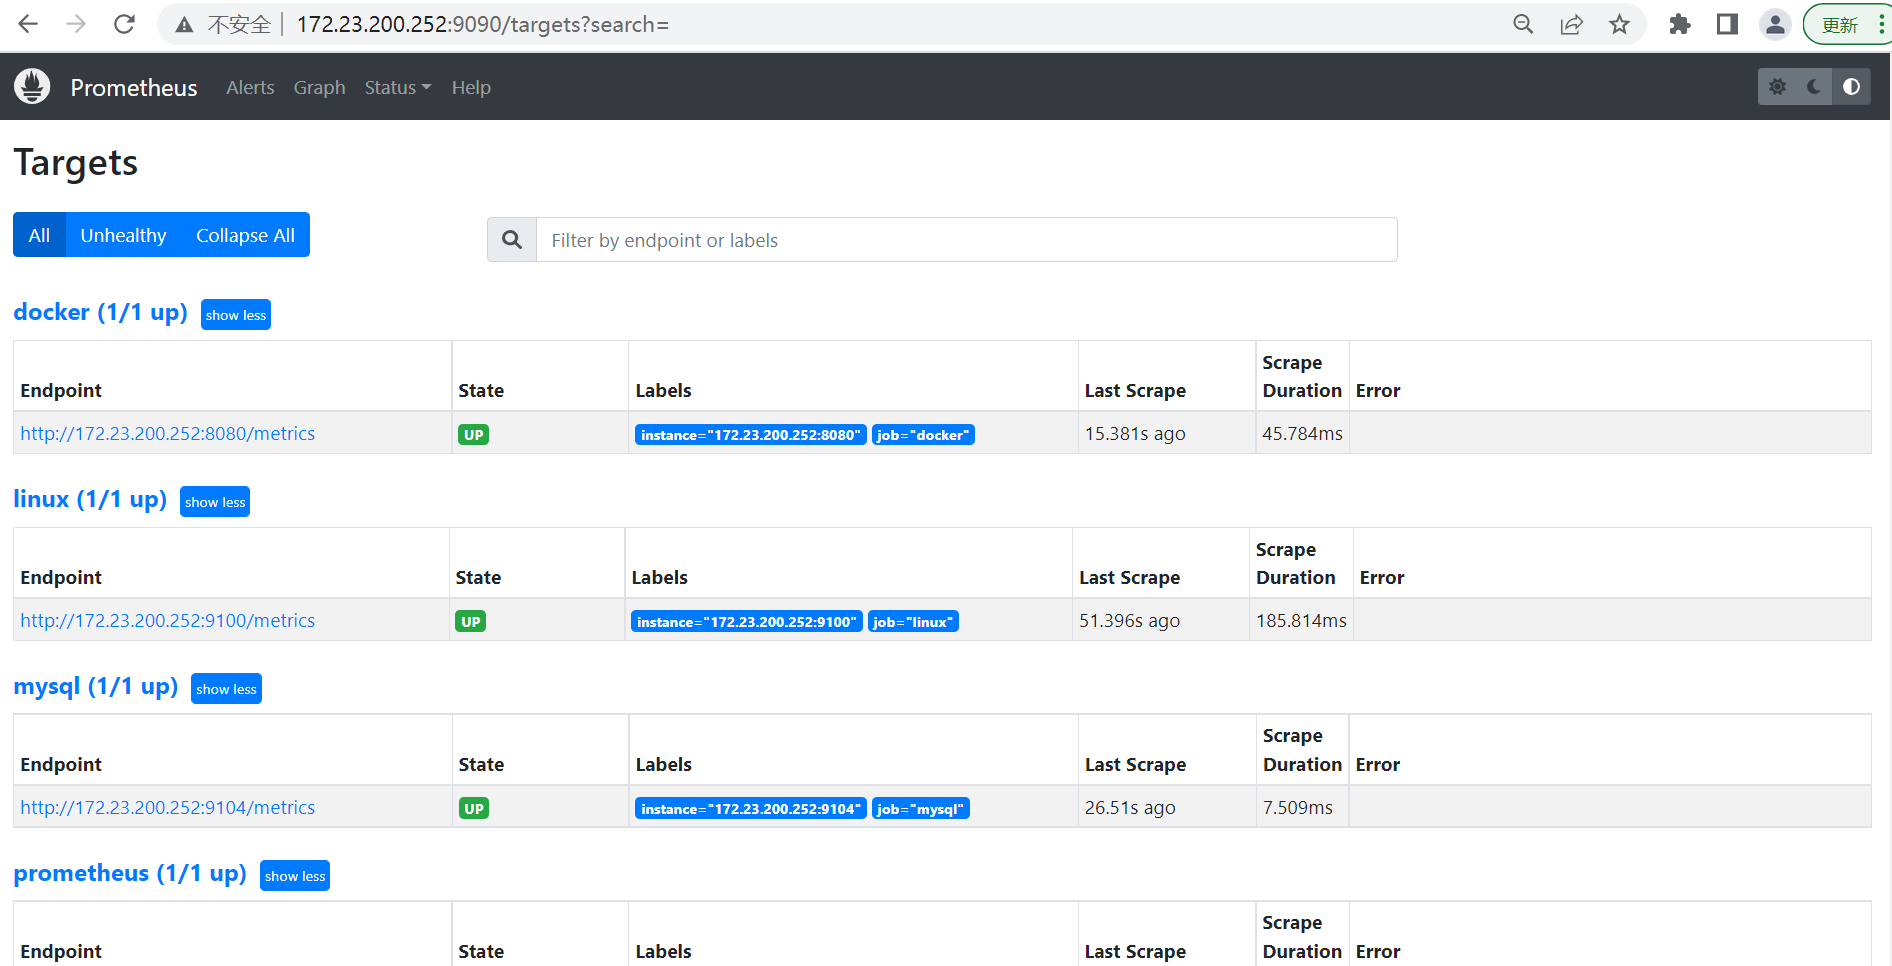 不安全 172.23.200.252:9090/targets?search= 更新
Prometheus Alerts Graph Status Help
Targets
All Unhealthy Collapse All Filter by endpoint or labels
docker (1/1 up) show less
Endpoint State Labels Last Scrape Scrape Duration Error
http://172.23.200.252:8080/metrics UP instance="172.23.200.252:8080" job="docker" 15.381s ago 45.784ms
linux (1/1 up) show less
Endpoint State Labels Last Scrape Scrape Duration Error
http://172.23.200.252:9100/metrics UP instance="172.23.200.252:9100" job="linux" 51.396s ago 185.814ms
mysql (1/1 up) show less
Endpoint State Labels Last Scrape Scrape Duration Error
http://172.23.200.252:9104/metrics UP instance="172.23.200.252:9104" job="mysql" 26.51s ago 7.509ms
prometheus (1/1 up) show less
Endpoint State Labels Last Scrape Scrape Duration Error